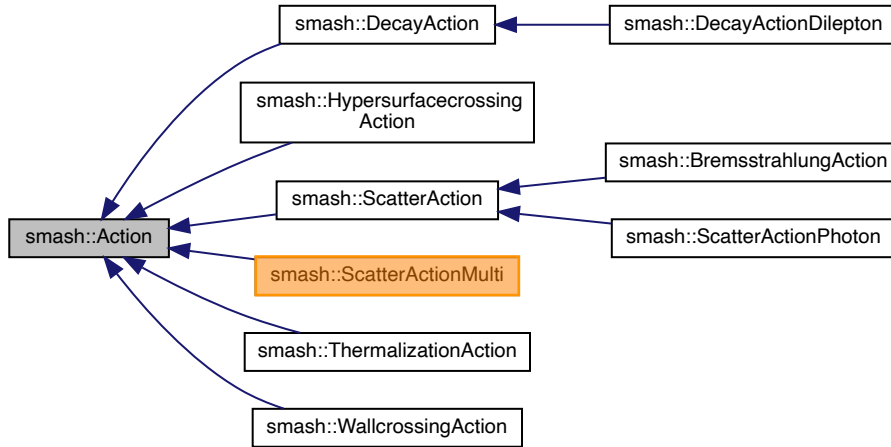 smash::DecayAction
smash::DecayActionDilepton
smash::Hypersurfacecrossing
Action
smash::BremsstrahlungAction
smash::ScatterAction
smash::Action
smash::ScatterActionPhoton
smash::ScatterActionMulti
smash::ThermalizationAction
smash::WallcrossingAction